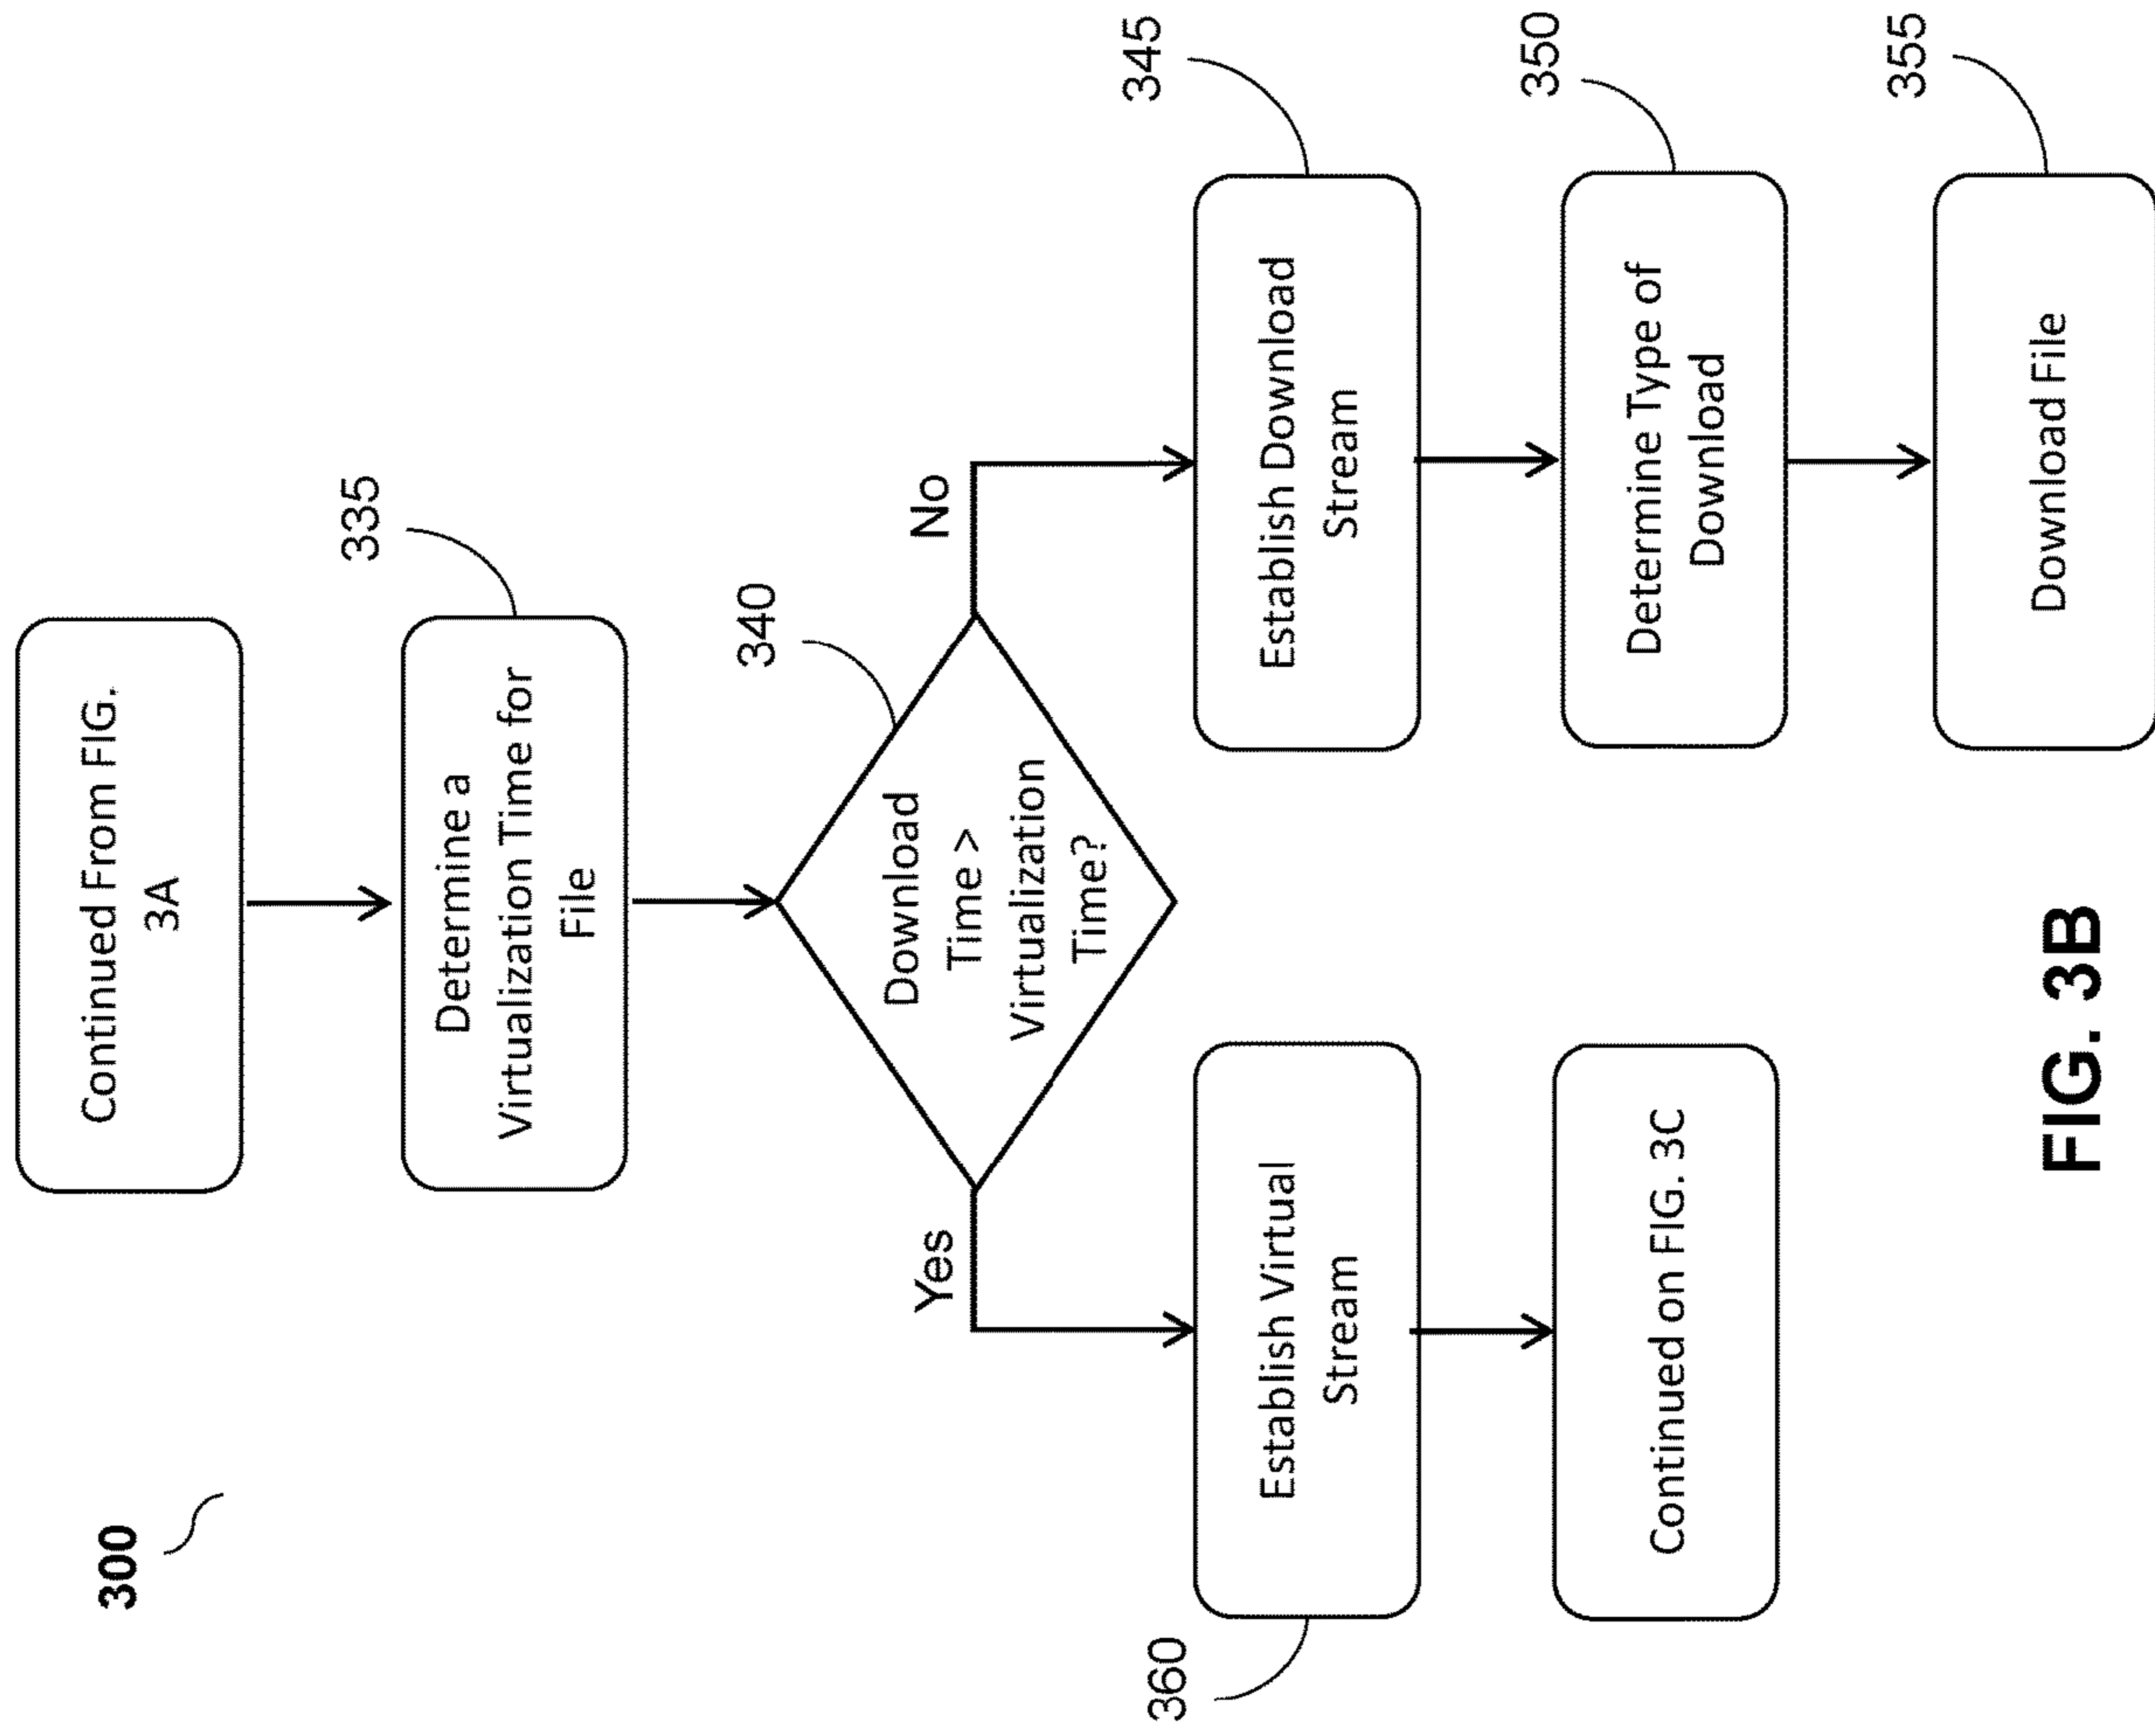 300
Continued From FIG.
3A
335
Determine a
Virtualization Time for
File
340
Download
Time >
Virtualization
Time?
Yes
No
360
Establish Virtual
Stream
Continued on FIG. 3C
345
Establish Download
Stream
350
Determine Type of
Download
355
Download File
FIG. 3B